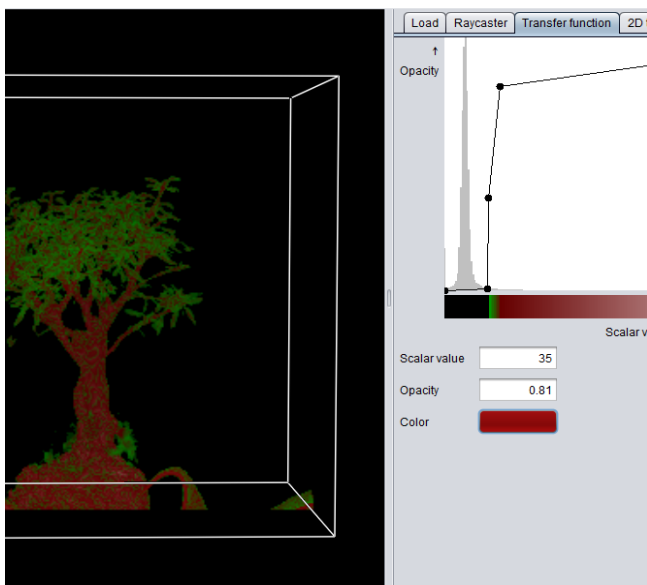 Load Raycaster Transfer function 2D
↑
Opacity
Scalar v
Scalar value 35
Opacity 0.81
Color